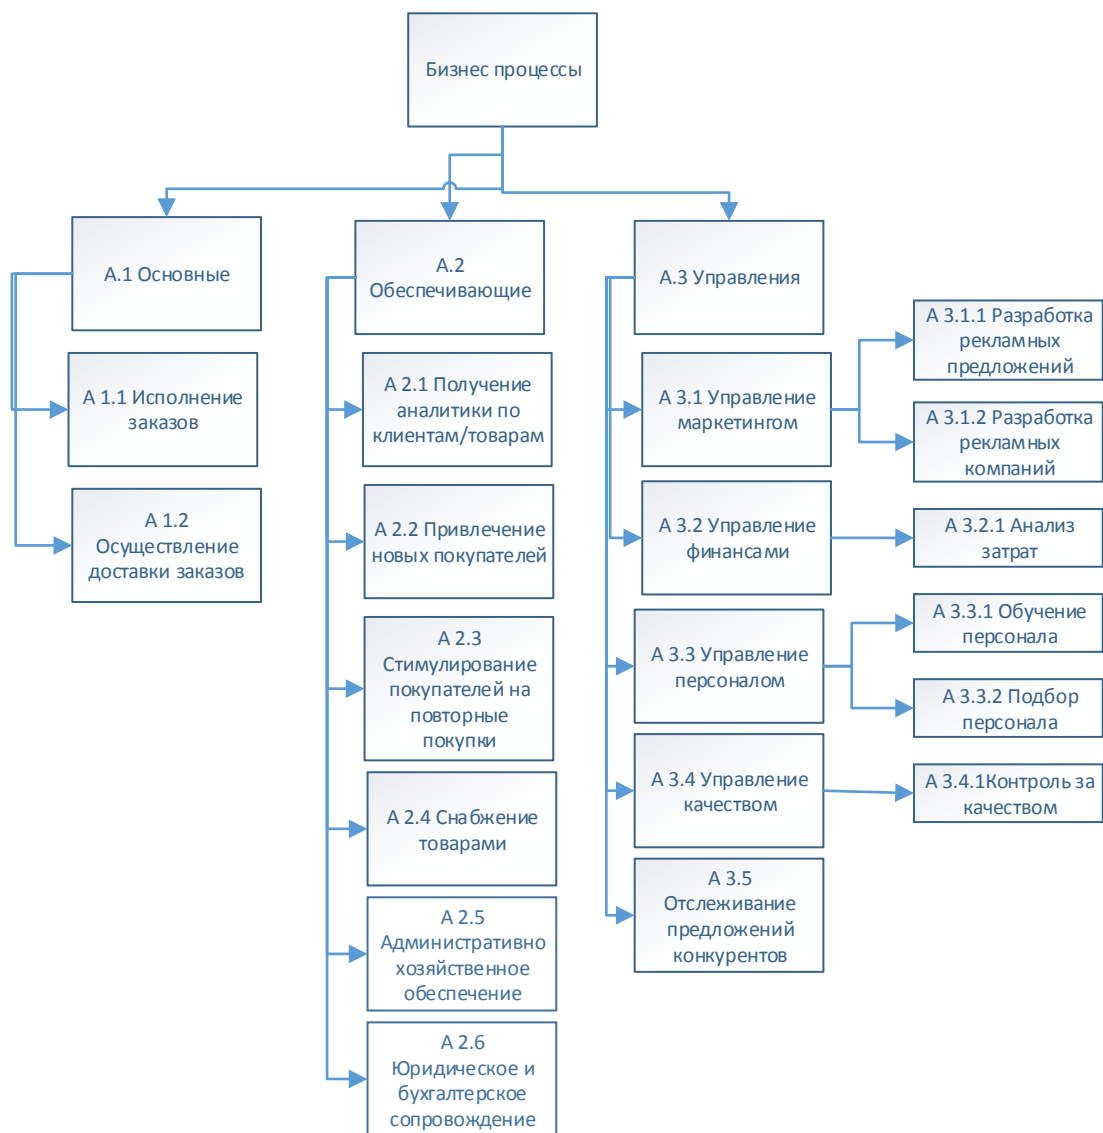 Бизнес процессы
А.1 Основные
А 1.1 Исполнение
заказов
А 1.2
Осуществление
доставки заказов
А.2
Обеспечивающие
А 2.1 Получение
аналитики по
клиентам/товарам
А 2.2 Привлечение
новых покупателей
А 2.3
Стимулирование
покупателей на
повторные
покупки
А 2.4 Снабжение
товарами
А 2.5
Административно
хозяйственное
обеспечение
А 2.6
Юридическое и
бухгалтерское
сопровождение
А.3 Управления
А 3.1 Управление
маркетингом
А 3.1.1 Разработка
рекламных
предложений
А 3.1.2 Разработка
рекламных
компаний
А 3.2 Управление
финансами
А 3.2.1 Анализ
затрат
А 3.3 Управление
персоналом
А 3.3.1 Обучение
персонала
А 3.3.2 Подбор
персонала
А 3.4 Управление
качеством
А 3.4.1Контроль за
качеством
А 3.5
Отслеживание
предложений
конкурентов